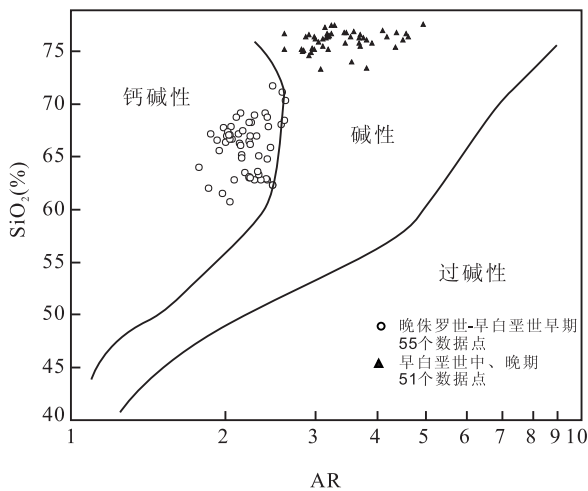 75
70
65
60
55
50
45
40
SiO₂(%)
钙碱性
碱性
过碱性
晚侏罗世-早白垩世早期
55个数据点
早白垩世中、晚期
51个数据点
1 2 3 4 5 6 7 8 9 10
AR